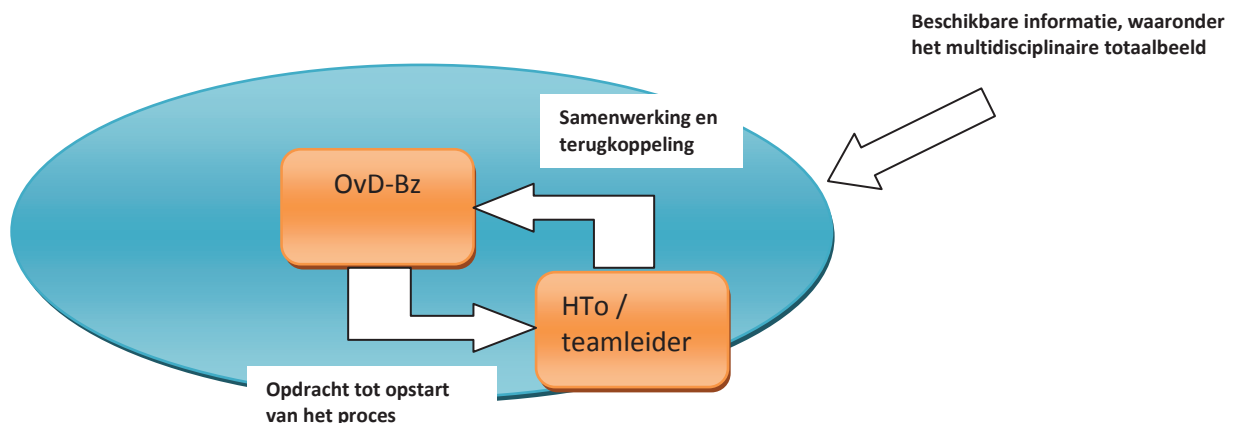 Beschikbare informatie, waaronder
het multidisciplinaire totaalbeeld
Samenwerking en
terugkoppeling
OvD-Bz
HTo /
teamleider
Opdracht tot opstart
van het proces